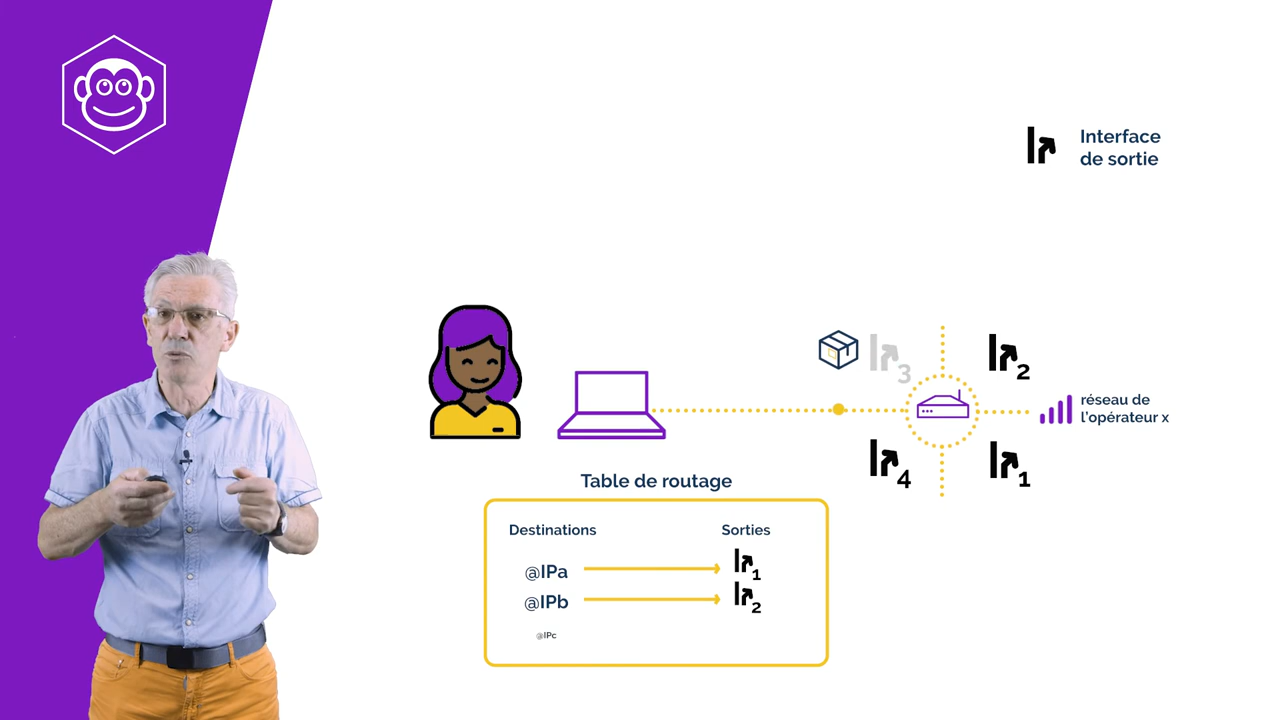 Interface
de sortie
3
2
réseau de
l'opérateur x
4
1
Table de routage
Destinations
Sorties
@IPa
1
@IPb
2
@IPc